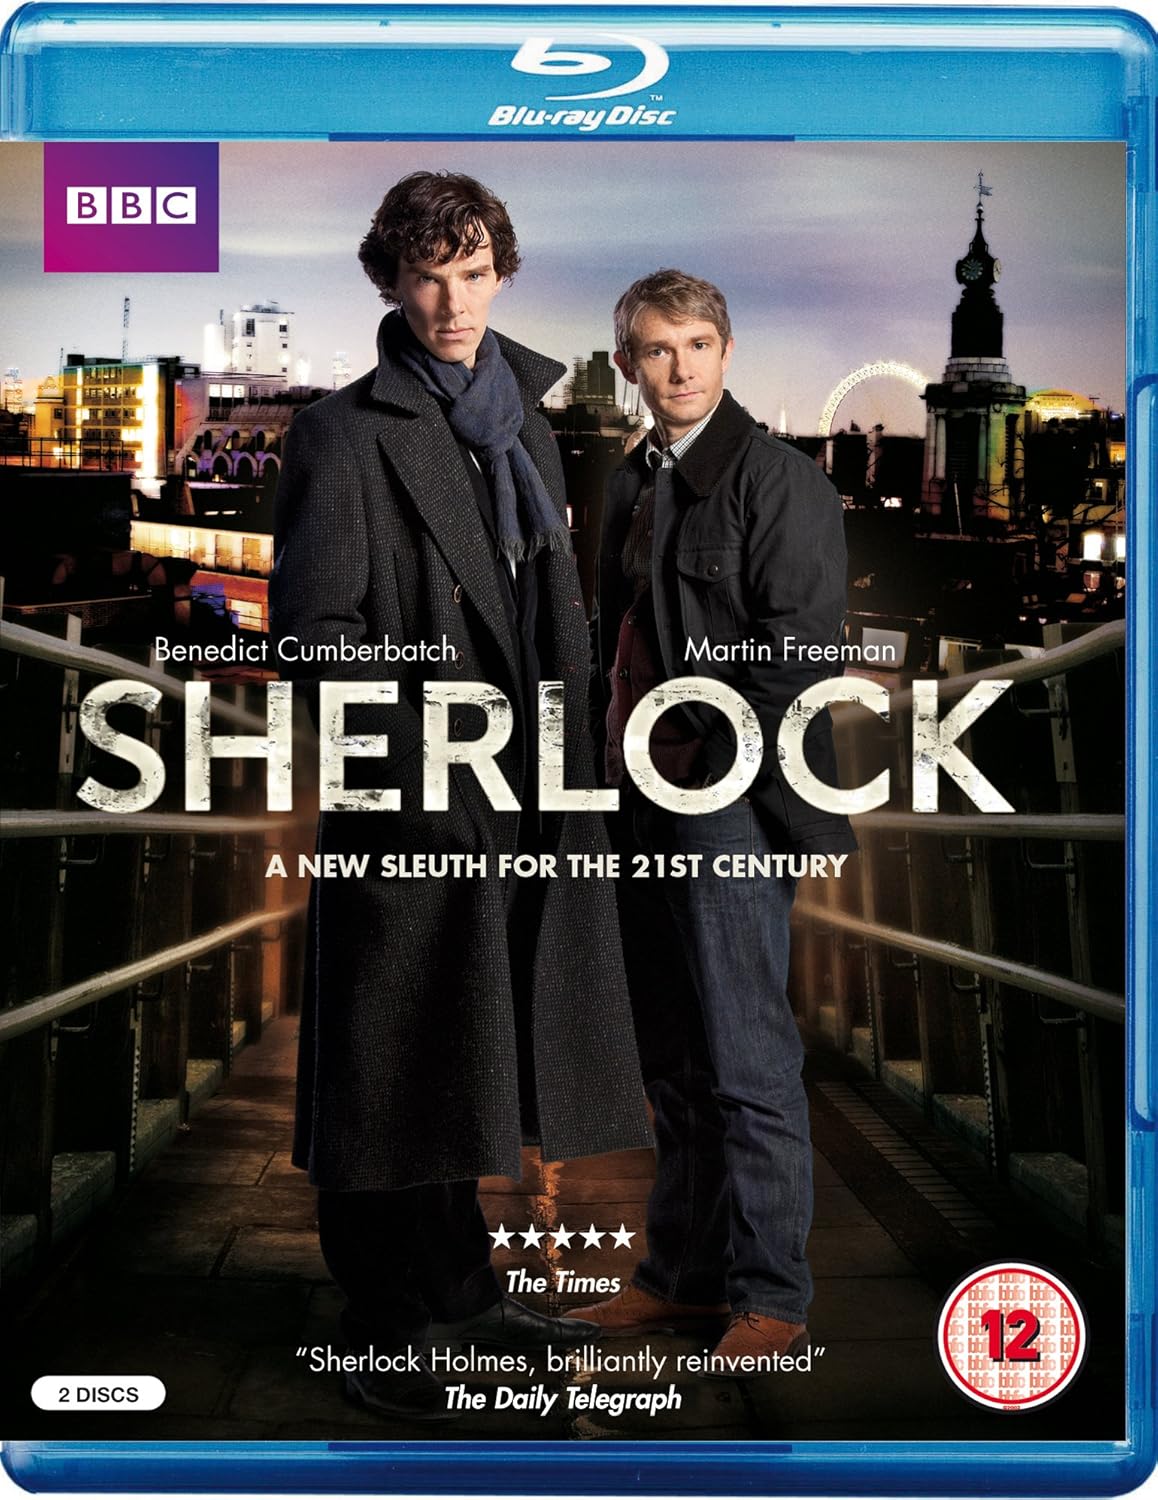 Blu-ray Disc™
BBC
Benedict Cumberbatch
Martin Freeman
SHERLOCK
A NEW SLEUTH FOR THE 21ST CENTURY
★★★★★
The Times
“Sherlock Holmes, brilliantly reinvented”
The Daily Telegraph
2 DISCS
12